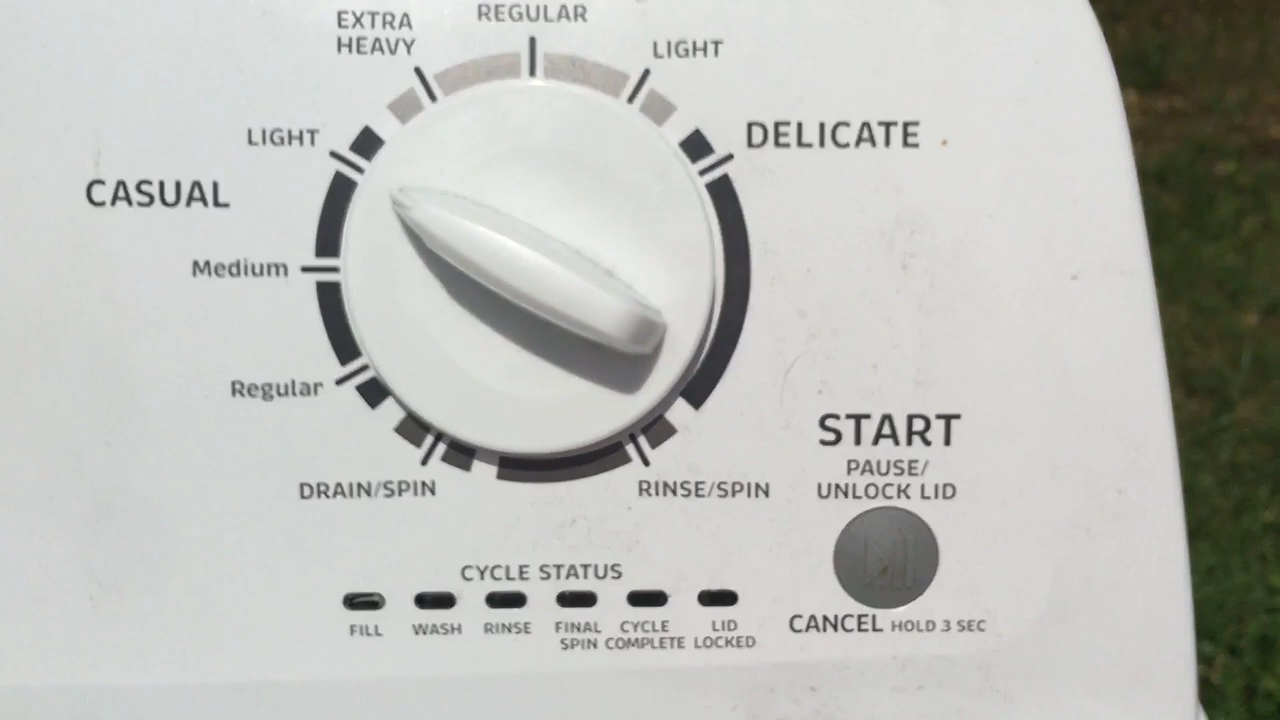 EXTRA
HEAVY
REGULAR
LIGHT
LIGHT
DELICATE
CASUAL
Medium
Regular
DRAIN/SPIN
RINSE/SPIN
START
PAUSE/
UNLOCK LID
CANCEL HOLD 3 SEC
CYCLE STATUS
FILL
WASH
RINSE
FINAL
SPIN
CYCLE
COMPLETE
LID
LOCKED